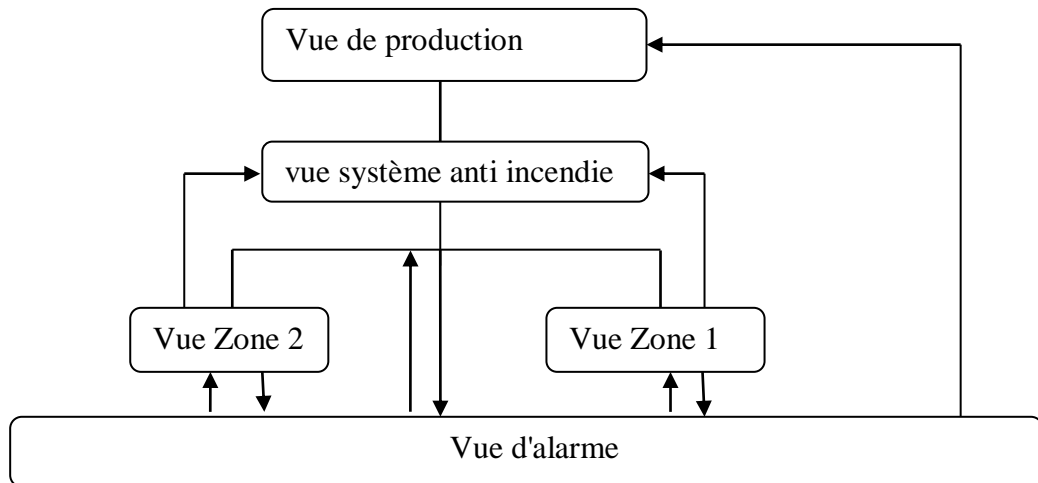 Vue de production
vue système anti incendie
Vue Zone 2
Vue Zone 1
Vue d'alarme